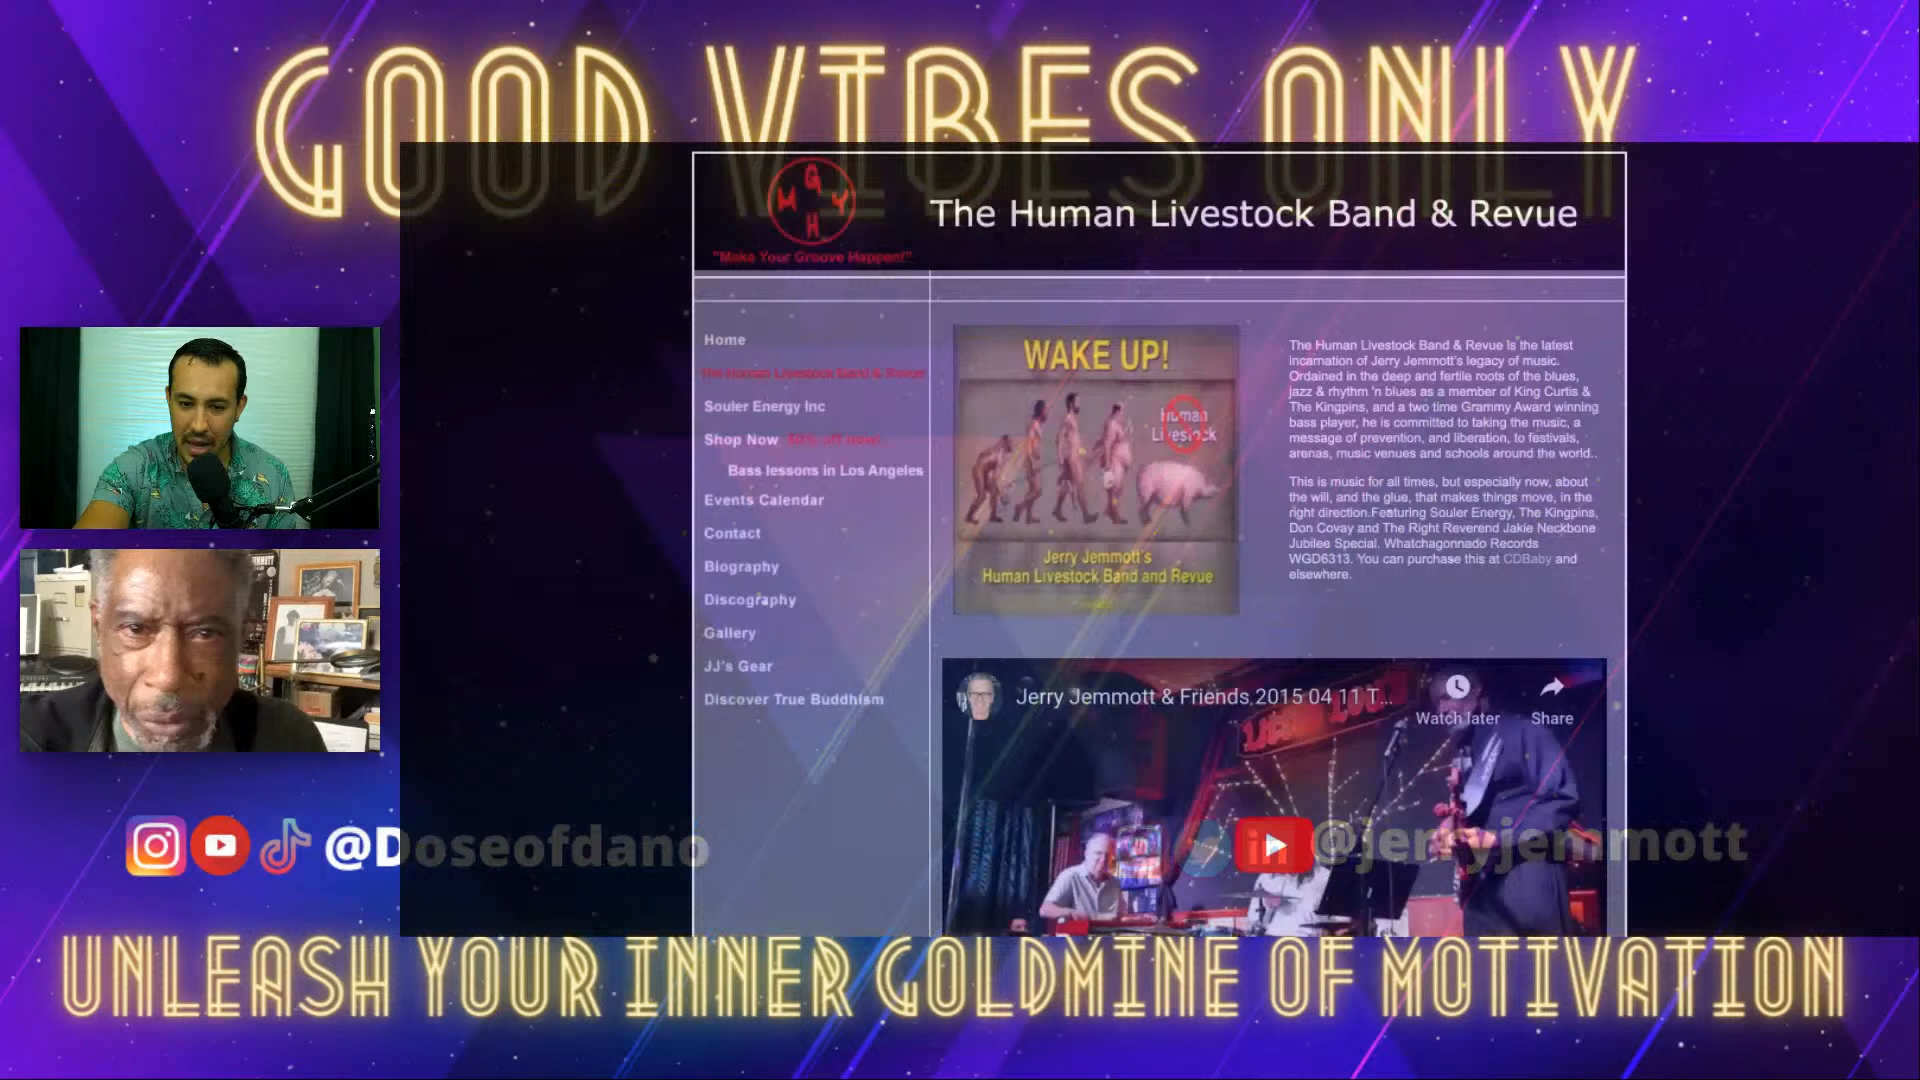 GOOD VIBES ONLY
M G Y H
"Make Your Groove Happen!"
The Human Livestock Band & Revue
Home
The Human Livestock Band & Revue
Souler Energy Inc
Shop Now
Bass lessons in Los Angeles
Events Calendar
Contact
Biography
Discography
Gallery
JJ's Gear
Discover True Buddhism
WAKE UP!
Human
Livestock
Jerry Jemmott's
Human Livestock Band and Revue
The Human Livestock Band & Revue is the latest
incarnation of Jerry Jemmott's legacy of music.
Ordained in the deep and fertile roots of the blues,
jazz & rhythm 'n blues as a member of King Curtis &
The Kingpins, and a two time Grammy Award winning
bass player, he is committed to taking the music, a
message of prevention, and liberation, to festivals,
arenas, music venues and schools around the world..
This is music for all times, but especially now, about
the will, and the glue, that makes things move, in the
right direction.Featuring Souler Energy, The Kingpins,
Don Covay and The Right Reverend Jakie Neckbone
Jubilee Special. Whatchagonnado Records
WGD6313. You can purchase this at CDBaby and
elsewhere.
Jerry Jemmott & Friends 2015 04 11 T...
Watch later
Share
@Doseofdano
in @jerryjemmott
UNLEASH YOUR INNER GOLDMINE OF MOTIVATION